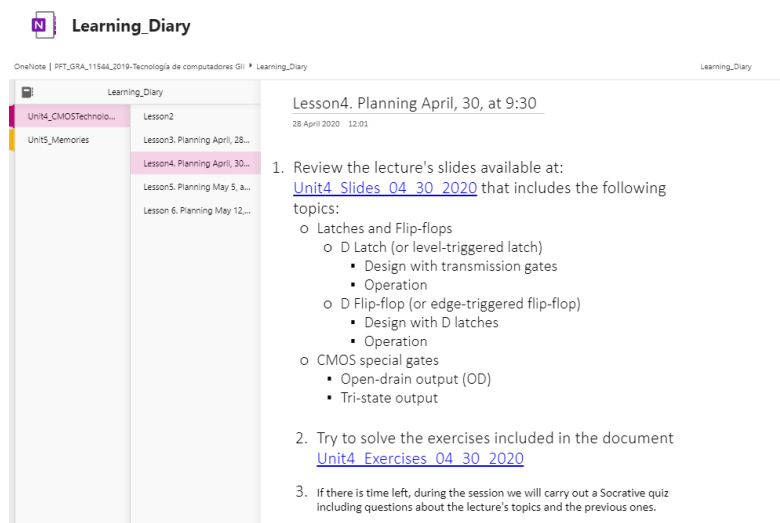 N
Learning_Diary
OneNote | PFT_GRA_11544_2019-Tecnología de computadores GII ▸ Learning_Diary
Learning_Diary
Learning_Diary
Unit4_CMOSTechnolo...
Unit5_Memories
Lesson2
Lesson3. Planning April, 28...
Lesson4. Planning April, 30...
Lesson5. Planning May 5, a...
Lesson 6. Planning May 12,...
Lesson4. Planning April, 30, at 9:30
28 April 2020 12:01
1. Review the lecture's slides available at:
Unit4_Slides_04_30_2020 that includes the following
topics:
o Latches and Flip-flops
o D Latch (or level-triggered latch)
▪ Design with transmission gates
▪ Operation
o D Flip-flop (or edge-triggered flip-flop)
▪ Design with D latches
▪ Operation
o CMOS special gates
▪ Open-drain output (OD)
▪ Tri-state output
2. Try to solve the exercises included in the document
Unit4_Exercises_04_30_2020
3. If there is time left, during the session we will carry out a Socrative quiz
including questions about the lecture's topics and the previous ones.